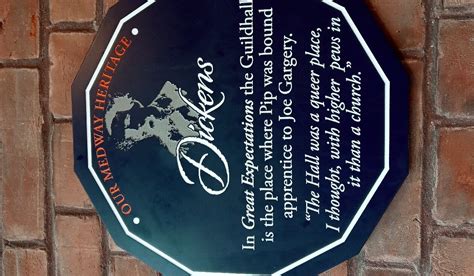 • OUR MEDWAY HERITAGE •
Dickens
In Great Expectations the Guildhall
is the place where Pip was bound
apprentice to Joe Gargery.
"The Hall was a queer place,
I thought, with higher pews in
it than a church."